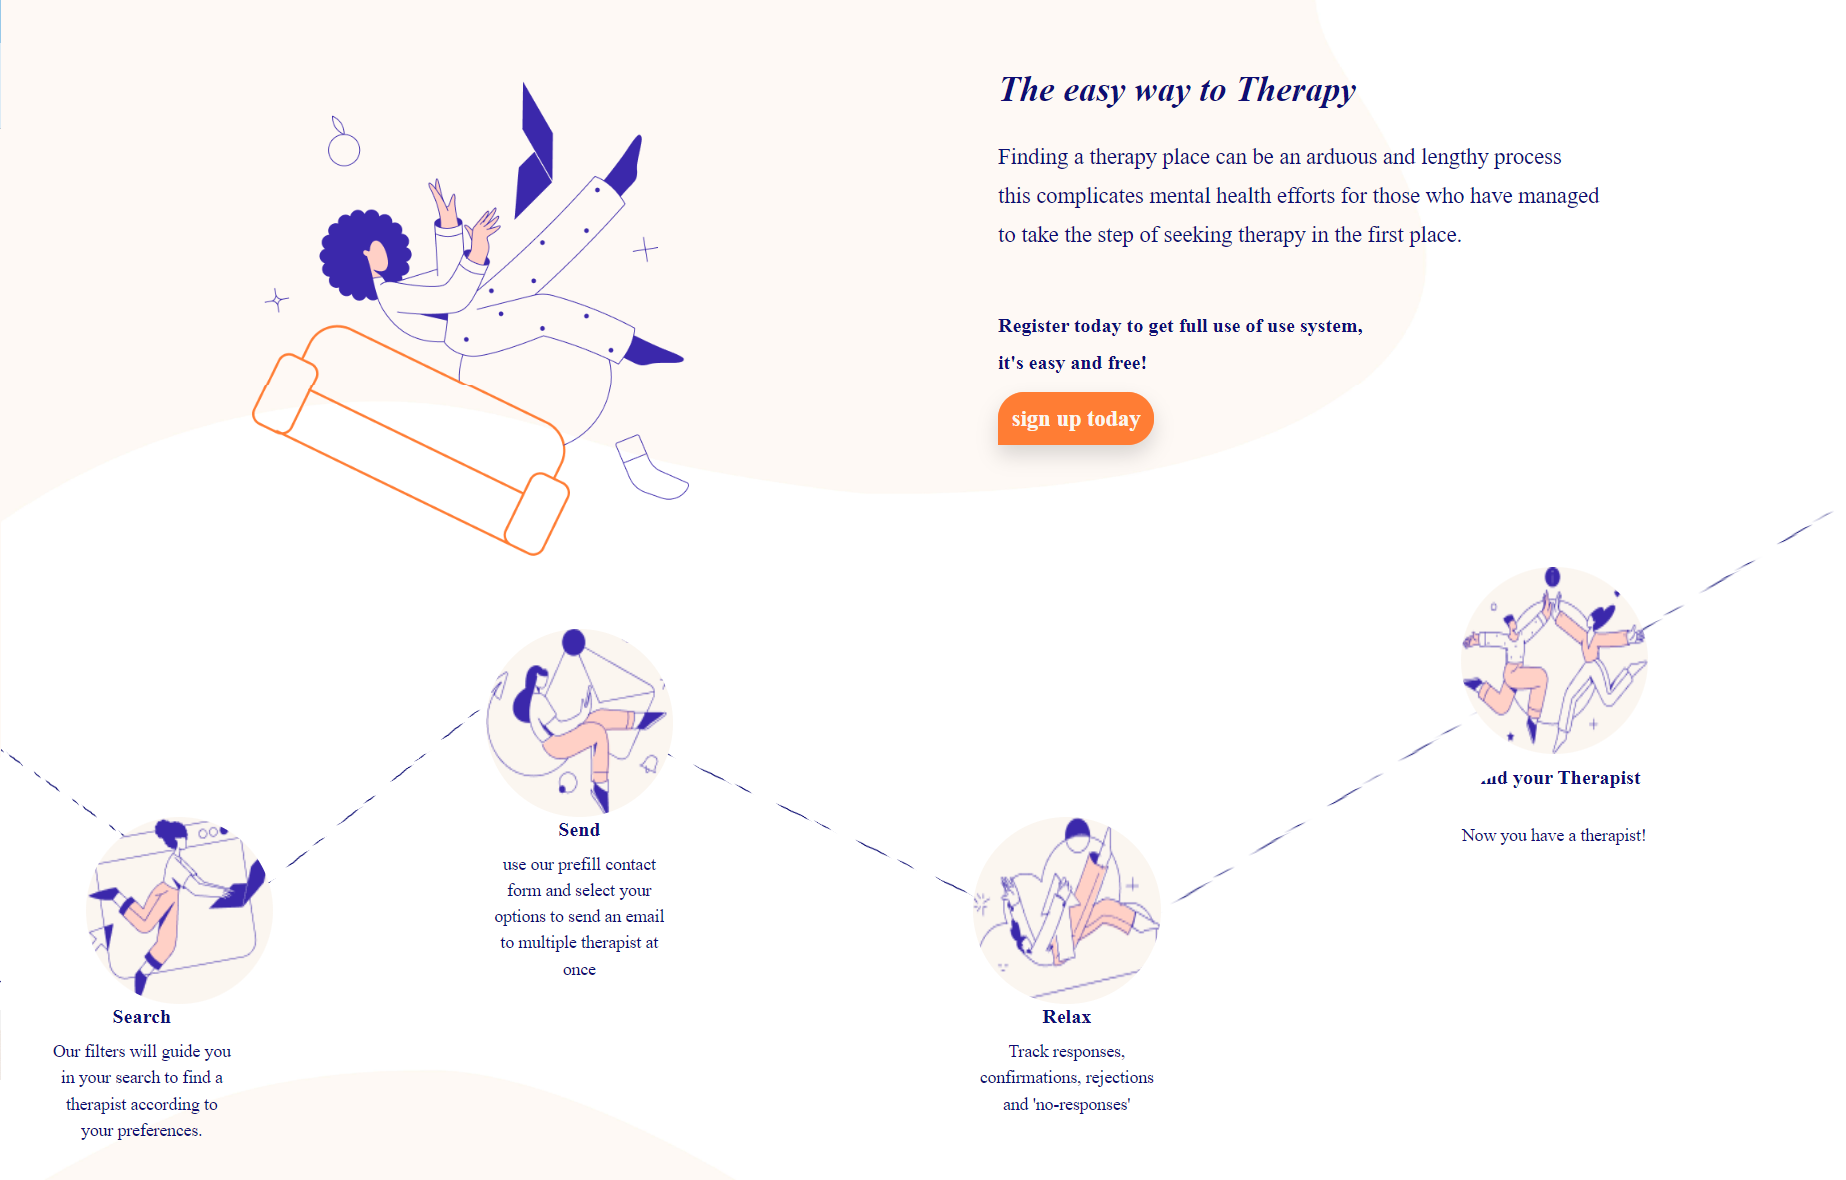 The easy way to Therapy
Finding a therapy place can be an arduous and lengthy process
this complicates mental health efforts for those who have managed
to take the step of seeking therapy in the first place.
Register today to get full use of use system,
it's easy and free!
sign up today
Search
Our filters will guide you
in your search to find a
therapist according to
your preferences.
Send
use our prefill contact
form and select your
options to send an email
to multiple therapist at
once
Relax
Track responses,
confirmations, rejections
and 'no-responses'
your Therapist
Now you have a therapist!